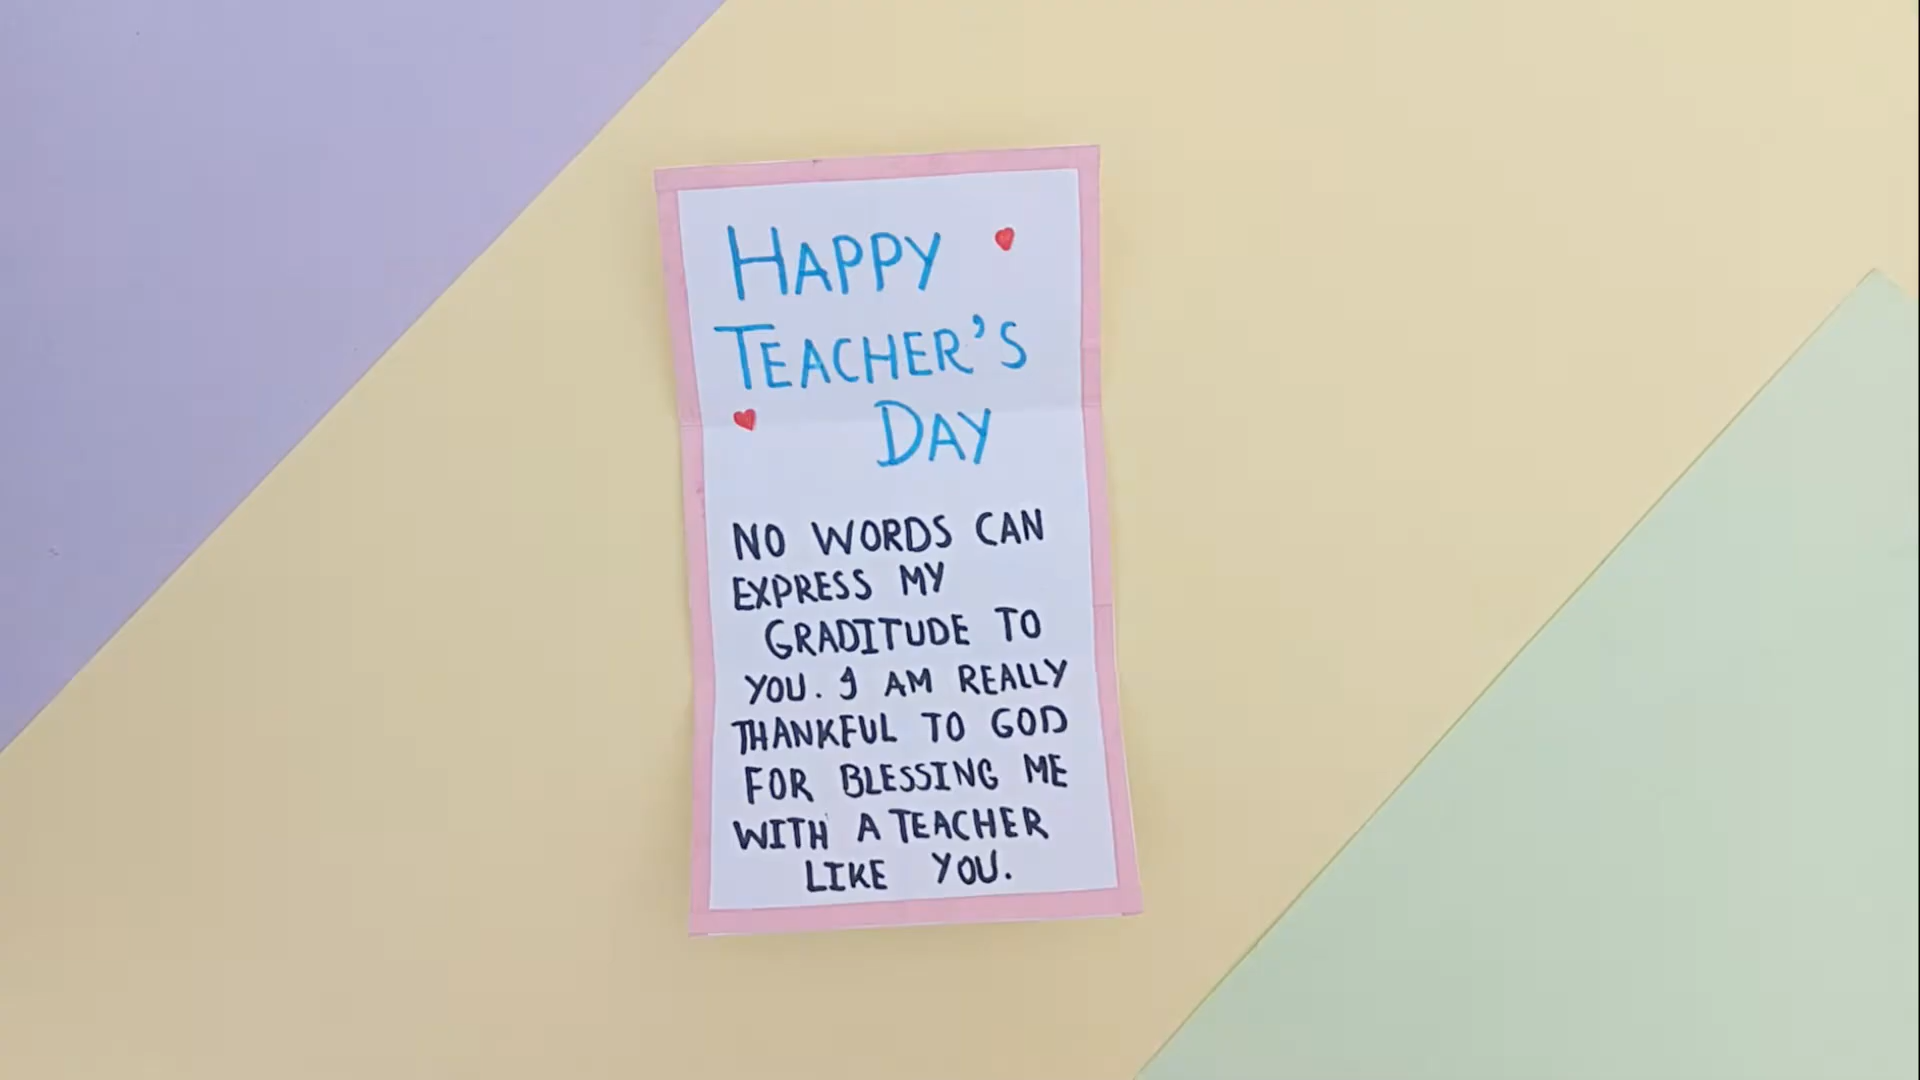 HAPPY
TEACHER'S
DAY
NO WORDS CAN
EXPRESS MY
GRADITUDE TO
YOU. I AM REALLY
THANKFUL TO GOD
FOR BLESSING ME
WITH A TEACHER
LIKE YOU.